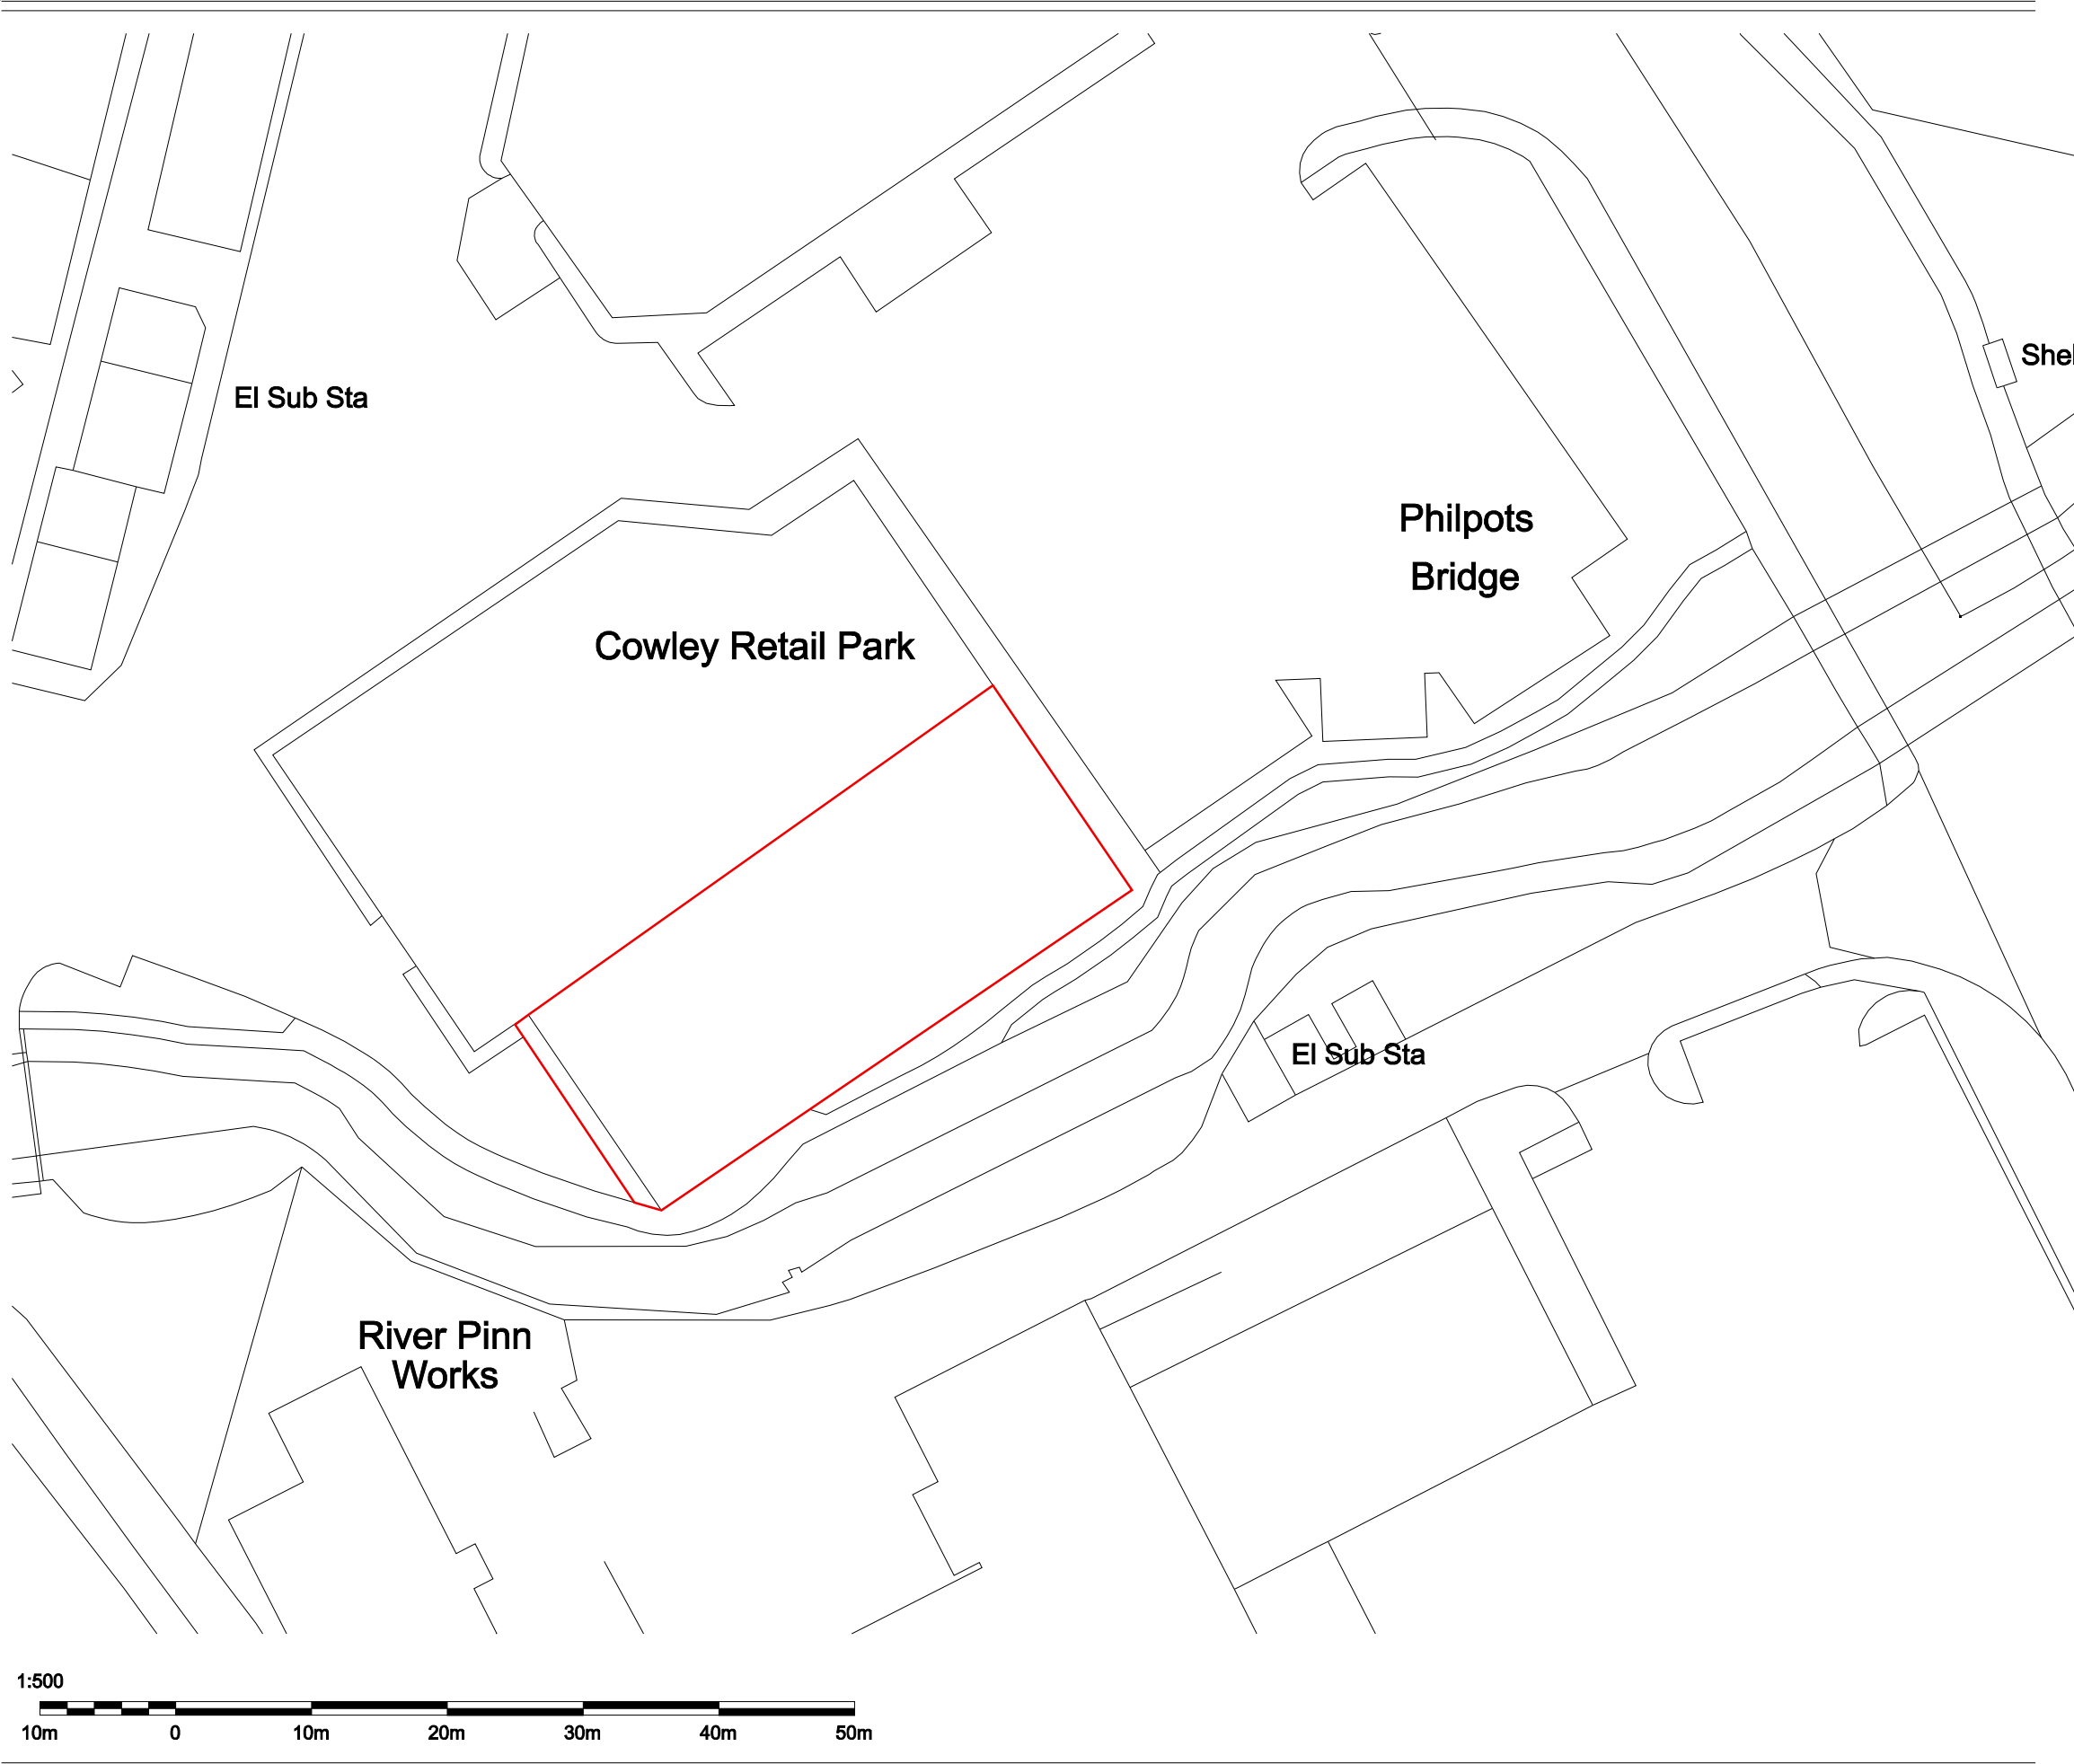 Shel
El Sub Sta
Philpots
Bridge
Cowley Retail Park
El Sub Sta
River Pinn
Works
1:500
10m 0 10m 20m 30m 40m 50m